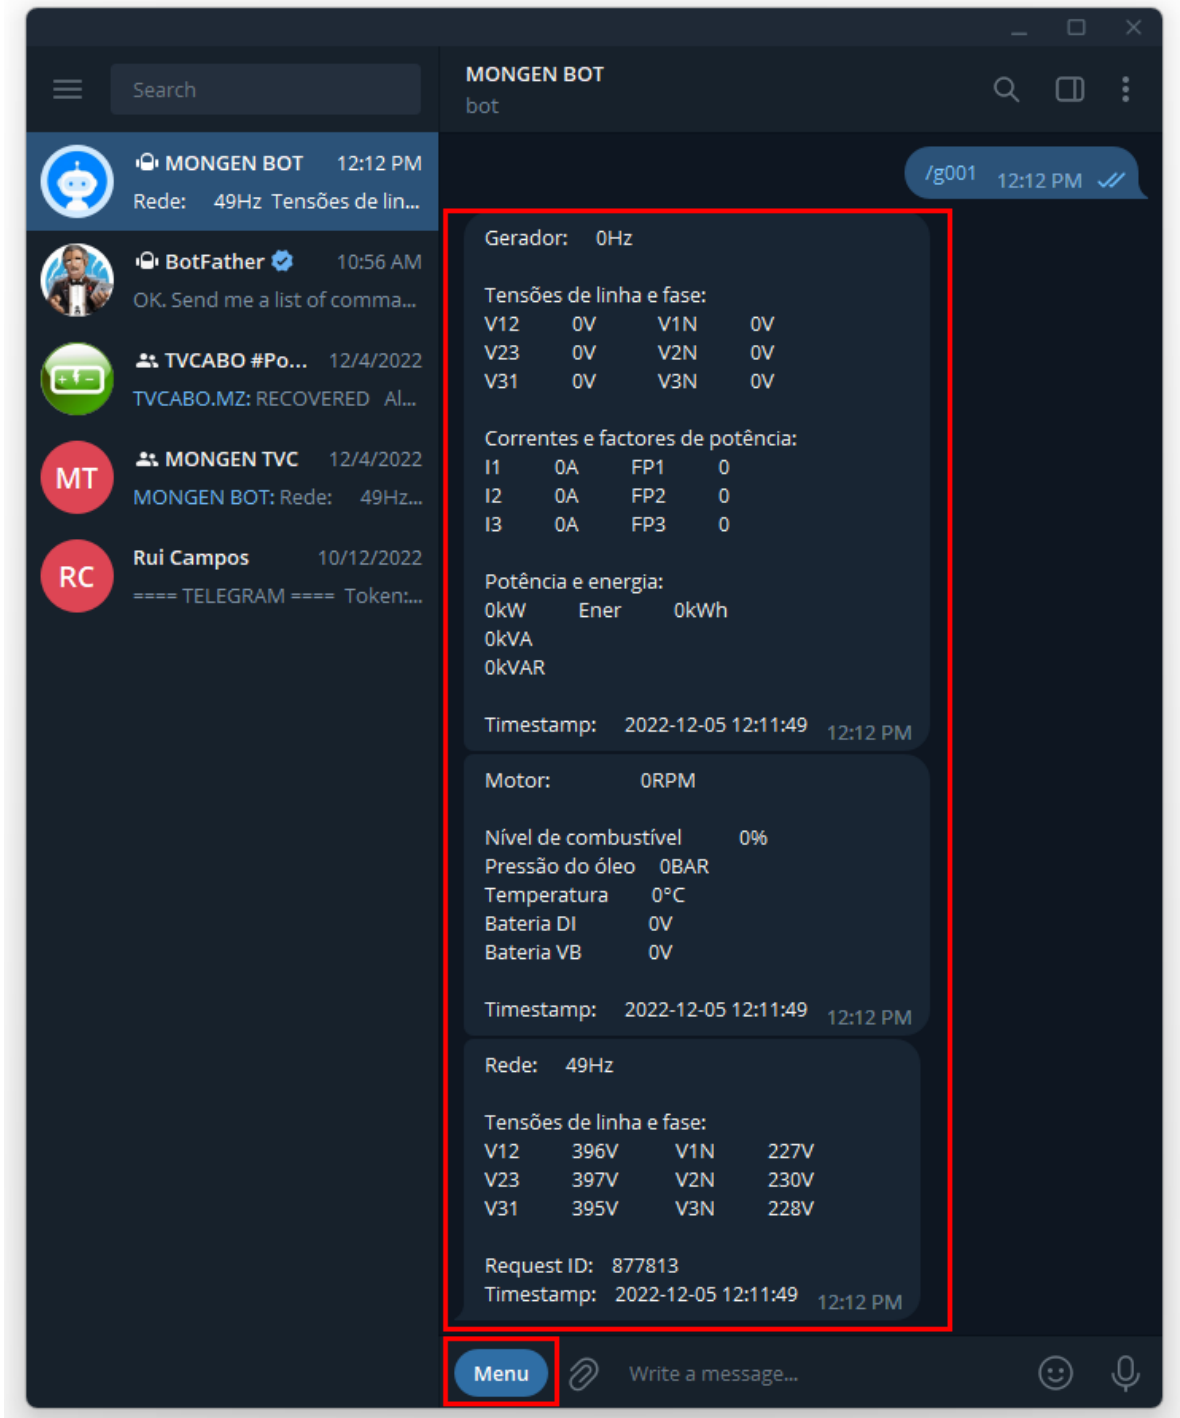 Search
MONGEN BOT
bot
MONGEN BOT 12:12 PM
Rede: 49Hz Tensões de lin...
BotFather 10:56 AM
OK. Send me a list of comma...
TVCABO #Po... 12/4/2022
TVCABO.MZ: RECOVERED Al...
MT
MONGEN TVC 12/4/2022
MONGEN BOT: Rede: 49Hz...
RC
Rui Campos 10/12/2022
==== TELEGRAM ==== Token:...
/g001 12:12 PM
Gerador: 0Hz
Tensões de linha e fase:
V12 0V V1N 0V
V23 0V V2N 0V
V31 0V V3N 0V
Correntes e factores de potência:
I1 0A FP1 0
I2 0A FP2 0
I3 0A FP3 0
Potência e energia:
0kW Ener 0kWh
0kVA
0kVAR
Timestamp: 2022-12-05 12:11:49 12:12 PM
Motor: 0RPM
Nível de combustível 0%
Pressão do óleo 0BAR
Temperatura 0°C
Bateria DI 0V
Bateria VB 0V
Timestamp: 2022-12-05 12:11:49 12:12 PM
Rede: 49Hz
Tensões de linha e fase:
V12 396V V1N 227V
V23 397V V2N 230V
V31 395V V3N 228V
Request ID: 877813
Timestamp: 2022-12-05 12:11:49 12:12 PM
Menu
Write a message...